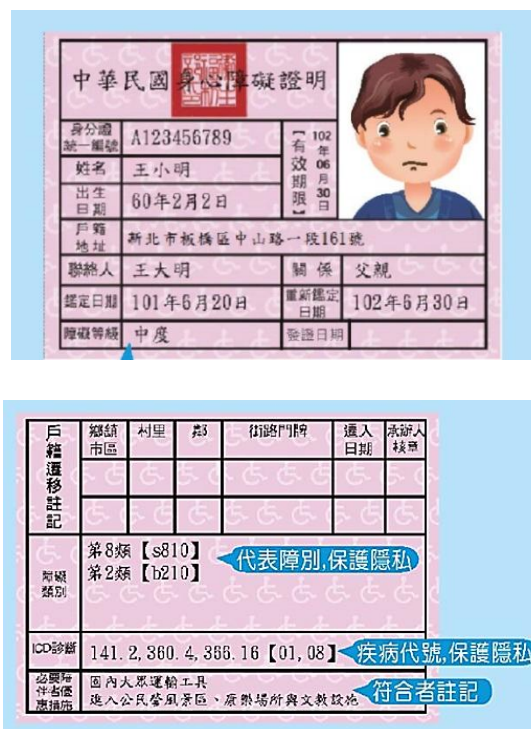 中華民國身心障礙證明
身分證
統一編號
A123456789
【有效期限】
102年06月30日
姓名
王小明
出生
日期
60年2月2日
戶籍
地址
新北市板橋區中山路一段161號
聯絡人
王大明
關係
父親
鑑定日期
101年6月20日
重新鑑定
日期
102年6月30日
障礙等級
中度
發證日期
戶籍遷移註記
鄉鎮
市區
村里
鄰
街路門牌
遷入
日期
承辦人
核章
障礙
類別
第8類【s810】
第2類【b210】
代表障別,保護隱私
ICD診斷
141.2, 360.4, 366.16【01, 08】
疾病代號,保護隱私
必要陪
伴者優
惠措施
國內大眾運輸工具
進入公民營風景區、康樂場所與文教設施
符合者註記